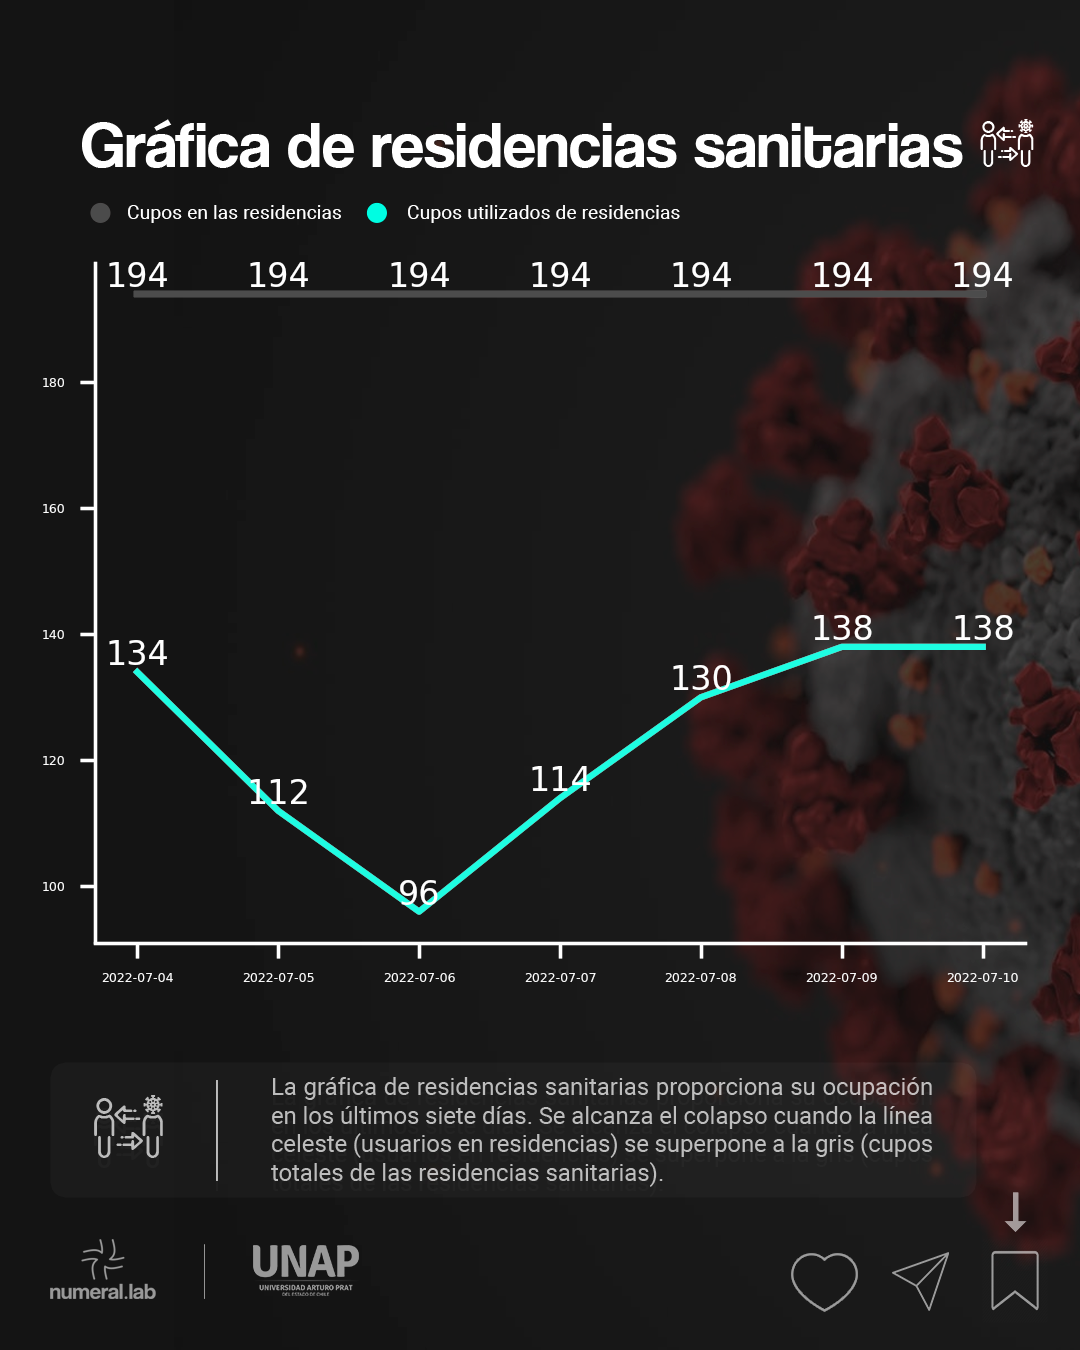 Gráfica de residencias sanitarias
Cupos en las residencias Cupos utilizados de residencias
194 194 194 194 194 194 194
180
160
140
120
100
134
112
96
114
130
138
138
2022-07-04 2022-07-05 2022-07-06 2022-07-07 2022-07-08 2022-07-09 2022-07-10
La gráfica de residencias sanitarias proporciona su ocupación
en los últimos siete días. Se alcanza el colapso cuando la línea
celeste (usuarios en residencias) se superpone a la gris (cupos
totales de las residencias sanitarias).
numeral.lab
UNAP
UNIVERSIDAD ARTURO PRAT
DEL ESTADO DE CHILE